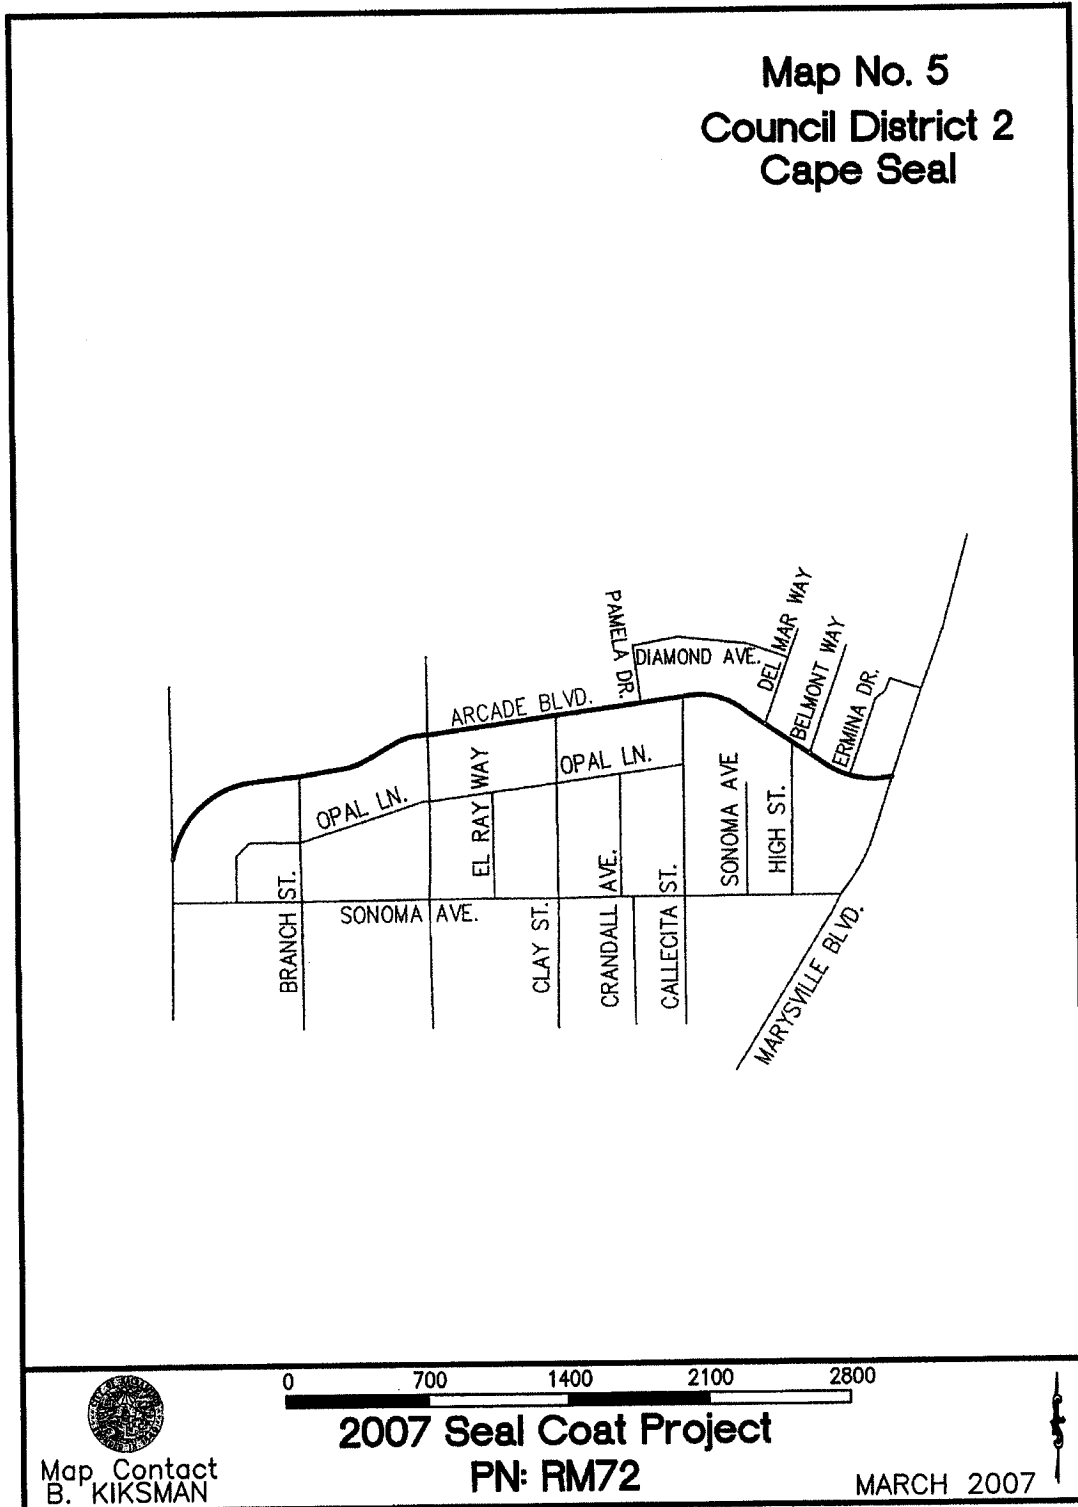 Map No. 5
Council District 2
Cape Seal
PAMELA DR.
DIAMOND AVE.
DEL MAR WAY
BELMONT WAY
ERMINA DR.
ARCADE BLVD.
OPAL LN.
OPAL LN.
EL RAY WAY
SONOMA AVE
HIGH ST.
BRANCH ST.
SONOMA AVE.
CLAY ST.
CRANDALL AVE.
CALLECITA ST.
MARYSVILLE BLVD.
0 700 1400 2100 2800
2007 Seal Coat Project
PN: RM72
Map Contact
B. KIKSMAN
MARCH 2007